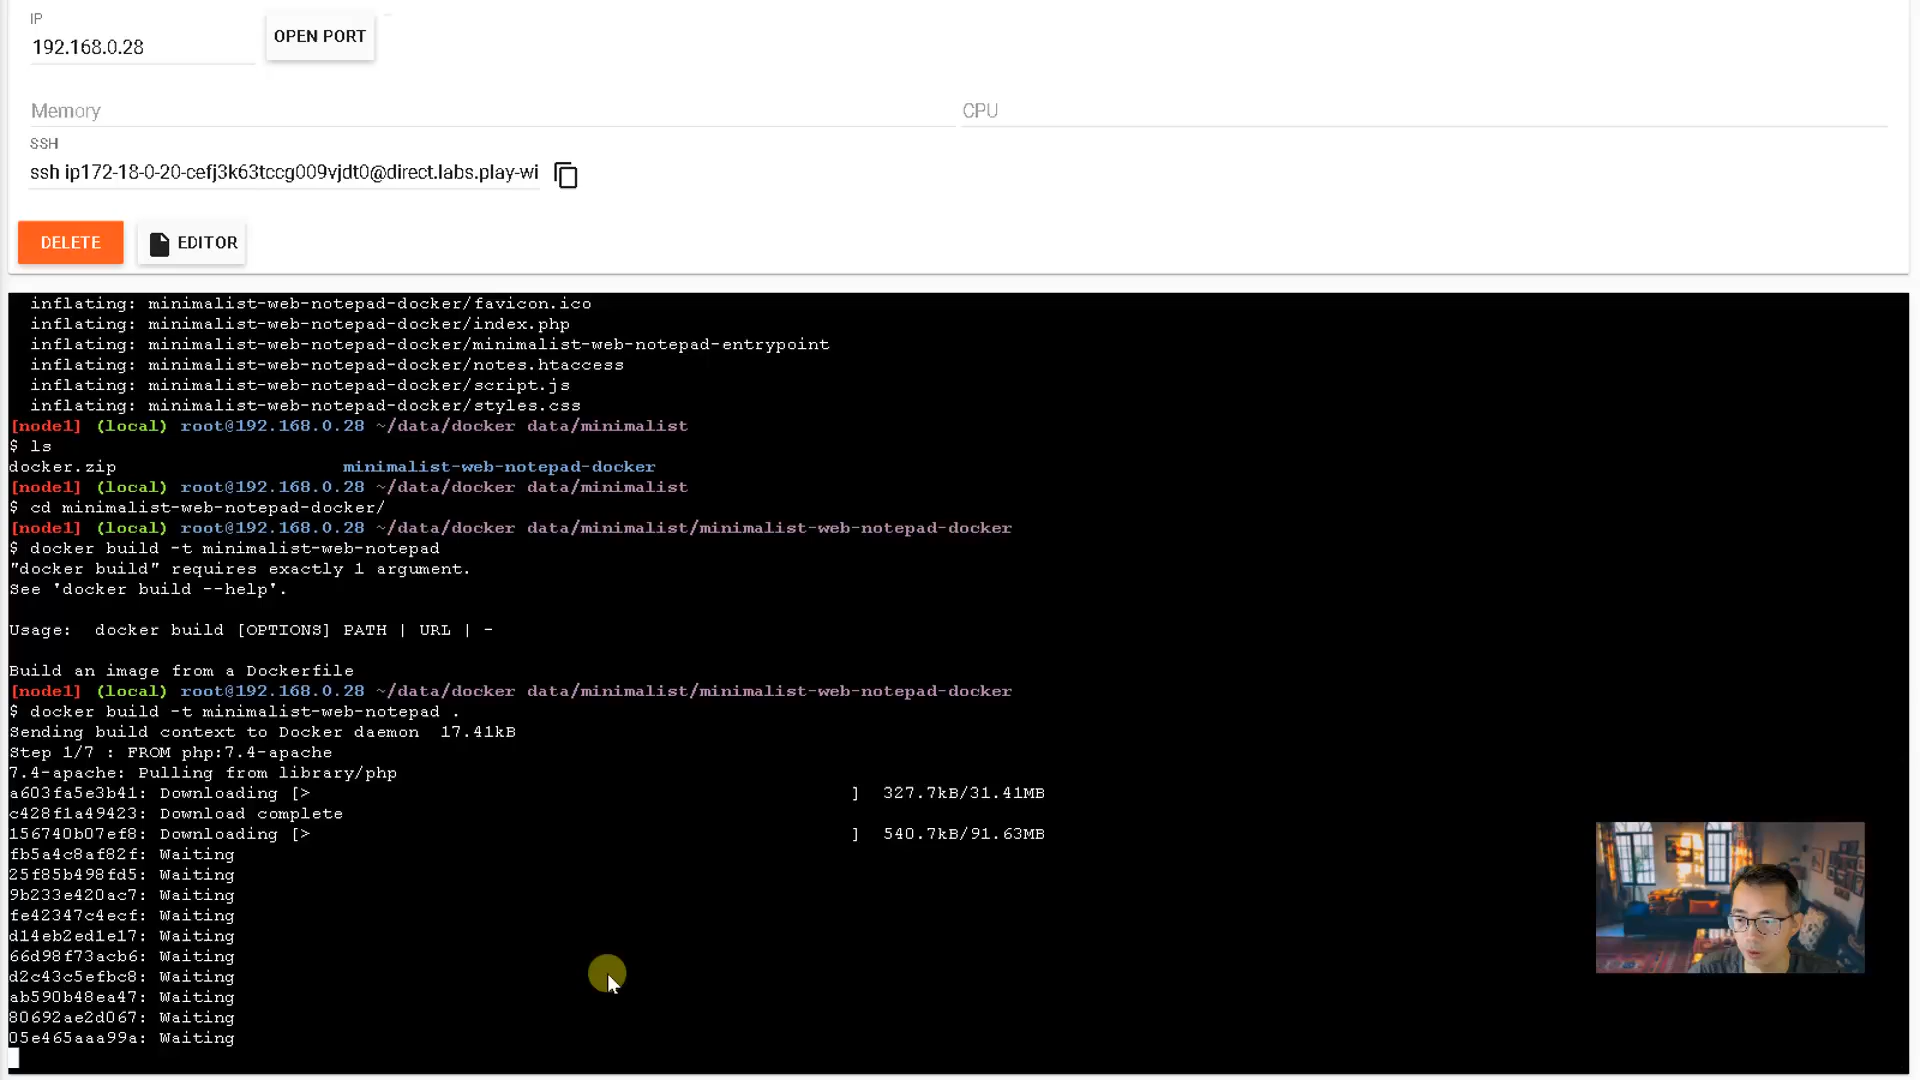 IP
192.168.0.28
OPEN PORT
Memory
CPU
SSH
ssh ip172-18-0-20-cefj3k63tccg009vjdt0@direct.labs.play-wi
DELETE
EDITOR
inflating: minimalist-web-notepad-docker/favicon.ico
inflating: minimalist-web-notepad-docker/index.php
inflating: minimalist-web-notepad-docker/minimalist-web-notepad-entrypoint
inflating: minimalist-web-notepad-docker/notes.htaccess
inflating: minimalist-web-notepad-docker/script.js
inflating: minimalist-web-notepad-docker/styles.css
[node1] (local) root@192.168.0.28 ~/data/docker data/minimalist
$ ls
docker.zip minimalist-web-notepad-docker
[node1] (local) root@192.168.0.28 ~/data/docker data/minimalist
$ cd minimalist-web-notepad-docker/
[node1] (local) root@192.168.0.28 ~/data/docker data/minimalist/minimalist-web-notepad-docker
$ docker build -t minimalist-web-notepad
"docker build" requires exactly 1 argument.
See 'docker build --help'.
Usage:  docker build [OPTIONS] PATH | URL | -
Build an image from a Dockerfile
[node1] (local) root@192.168.0.28 ~/data/docker data/minimalist/minimalist-web-notepad-docker
$ docker build -t minimalist-web-notepad .
Sending build context to Docker daemon  17.41kB
Step 1/7 : FROM php:7.4-apache
7.4-apache: Pulling from library/php
a603fa5e3b41: Downloading [> ] 327.7kB/31.41MB
c428f1a49423: Download complete
156740b07ef8: Downloading [> ] 540.7kB/91.63MB
fb5a4c8af82f: Waiting
25f85b498fd5: Waiting
9b233e420ac7: Waiting
fe42347c4ecf: Waiting
d14eb2ed1e17: Waiting
66d98f73acb6: Waiting
d2c43c5efbc8: Waiting
ab590b48ea47: Waiting
80692ae2d067: Waiting
05e465aaa99a: Waiting